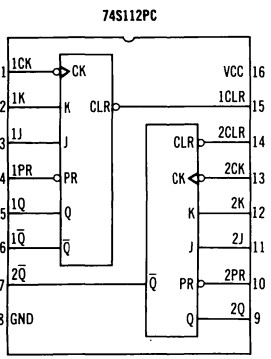 74S112PC
1 1CK CK VCC 16
2 1K K CLR 1CLR 15
3 1J J CLR 2CLR 14
4 1PR PR CK 2CK 13
5 1Q Q K 2K 12
6 1Q̅ Q̅ J 2J 11
7 2Q̅ Q̅ PR 2PR 10
8 GND Q 2Q 9